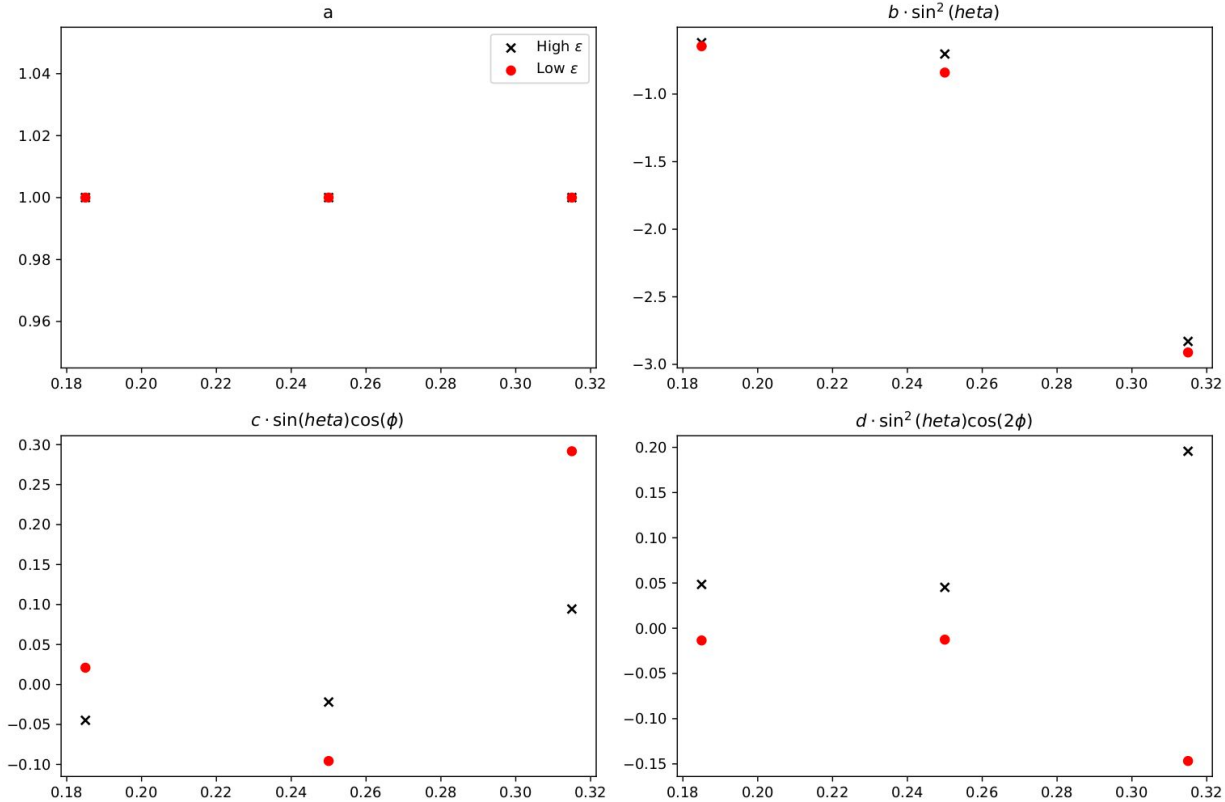 a
High ε
Low ε
1.04
1.02
1.00
0.98
0.96
0.18 0.20 0.22 0.24 0.26 0.28 0.30 0.32
b · sin² (heta)
−1.0
−1.5
−2.0
−2.5
−3.0
0.18 0.20 0.22 0.24 0.26 0.28 0.30 0.32
c · sin(heta)cos(ϕ)
0.30
0.25
0.20
0.15
0.10
0.05
0.00
−0.05
−0.10
0.18 0.20 0.22 0.24 0.26 0.28 0.30 0.32
d · sin² (heta)cos(2ϕ)
0.20
0.15
0.10
0.05
0.00
−0.05
−0.10
−0.15
0.18 0.20 0.22 0.24 0.26 0.28 0.30 0.32